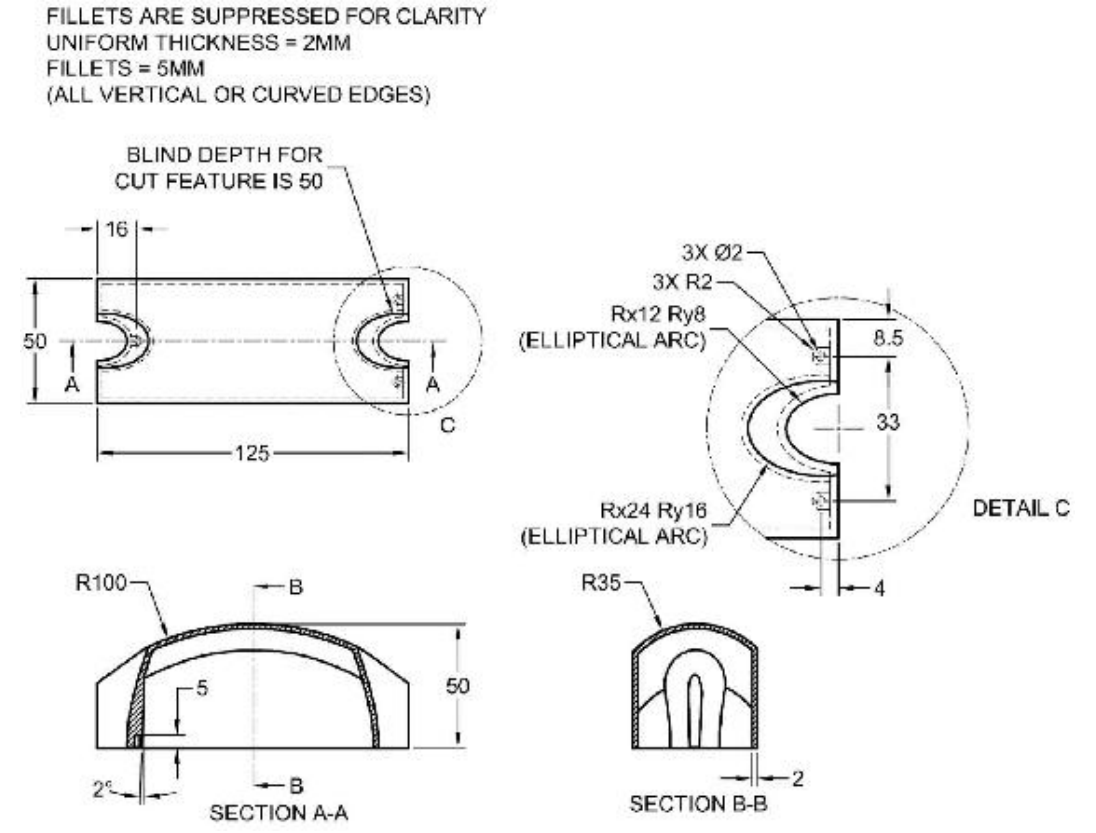 FILLETS ARE SUPPRESSED FOR CLARITY
UNIFORM THICKNESS = 2MM
FILLETS = 5MM
(ALL VERTICAL OR CURVED EDGES)
BLIND DEPTH FOR
CUT FEATURE IS 50
16
50
A
A
C
125
3X Ø2
3X R2
Rx12 Ry8
(ELLIPTICAL ARC)
8.5
33
Rx24 Ry16
(ELLIPTICAL ARC)
DETAIL C
4
R100
B
5
50
2°
B
SECTION A-A
R35
2
SECTION B-B